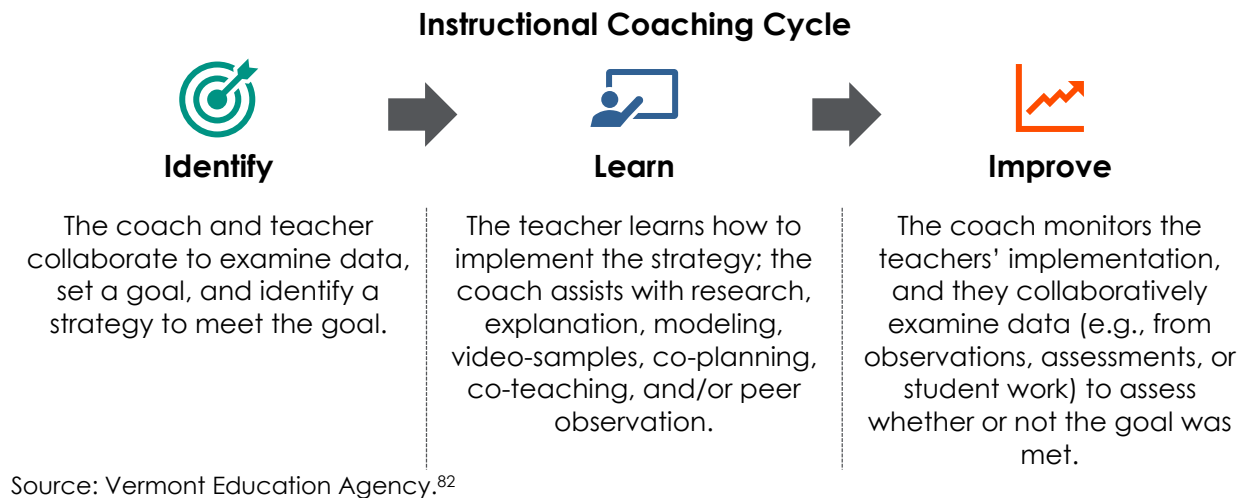 Instructional Coaching Cycle
Identify
The coach and teacher
collaborate to examine data,
set a goal, and identify a
strategy to meet the goal.
Learn
The teacher learns how to
implement the strategy; the
coach assists with research,
explanation, modeling,
video-samples, co-planning,
co-teaching, and/or peer
observation.
Improve
The coach monitors the
teachers’ implementation,
and they collaboratively
examine data (e.g., from
observations, assessments, or
student work) to assess
whether or not the goal was
met.
Source: Vermont Education Agency.82